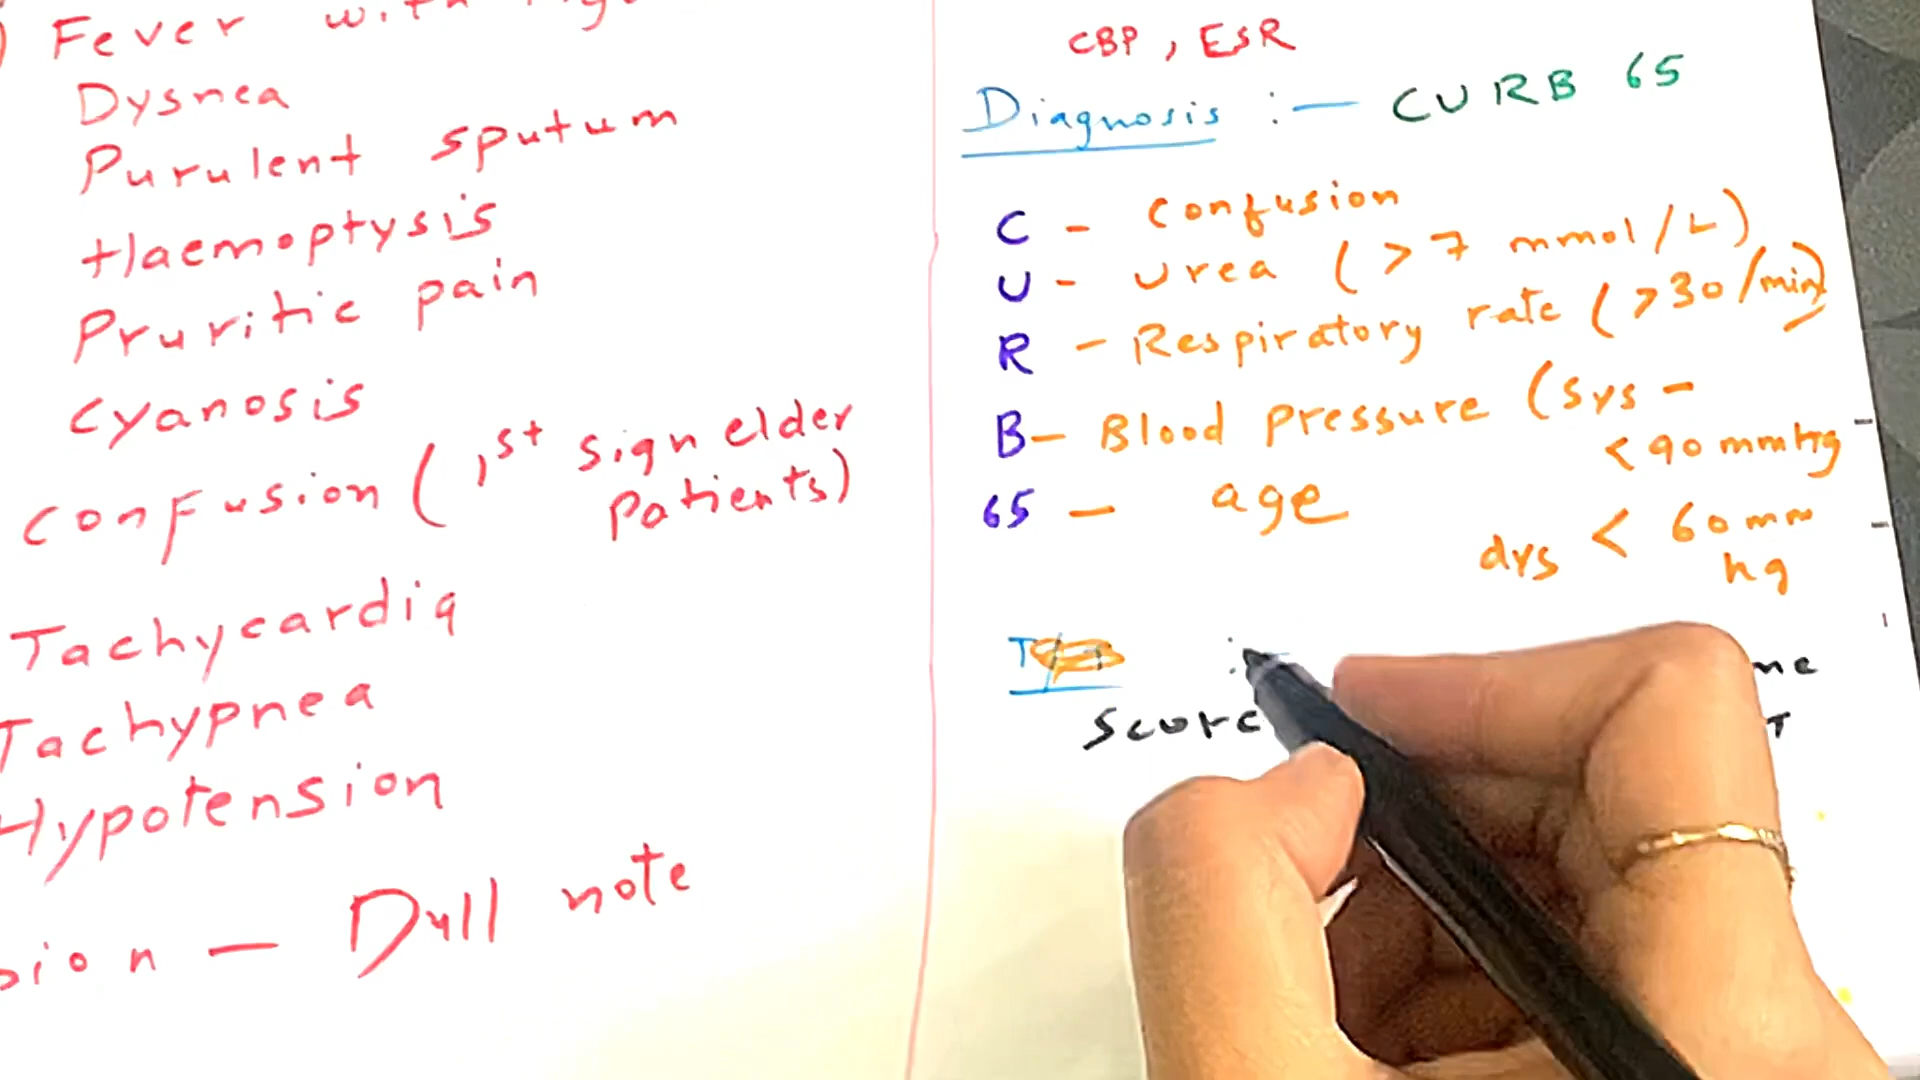 Fever with
Dysnea
Purulent sputum
Haemoptysis
Pruritic pain
Cyanosis
Confusion (1st sign elder
patients)
Tachycardia
Tachypnea
Hypotension
sion — Dull note
CBP, ESR
Diagnosis :— CURB 65
C - Confusion
U - Urea (>7 mmol/L)
R - Respiratory rate (>30/min)
B - Blood pressure (sys -
<90 mmhg
65 - age
dys < 60 mm
hg
T
Score